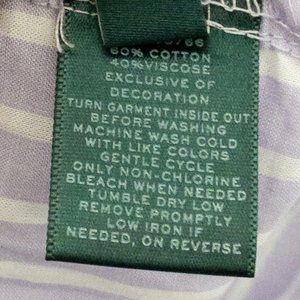 60% COTTON
40% VISCOSE
EXCLUSIVE OF
DECORATION
TURN GARMENT INSIDE OUT
BEFORE WASHING
MACHINE WASH COLD
WITH LIKE COLORS
GENTLE CYCLE
ONLY NON-CHLORINE
BLEACH WHEN NEEDED
TUMBLE DRY LOW
REMOVE PROMPTLY
LOW IRON IF
NEEDED, ON REVERSE